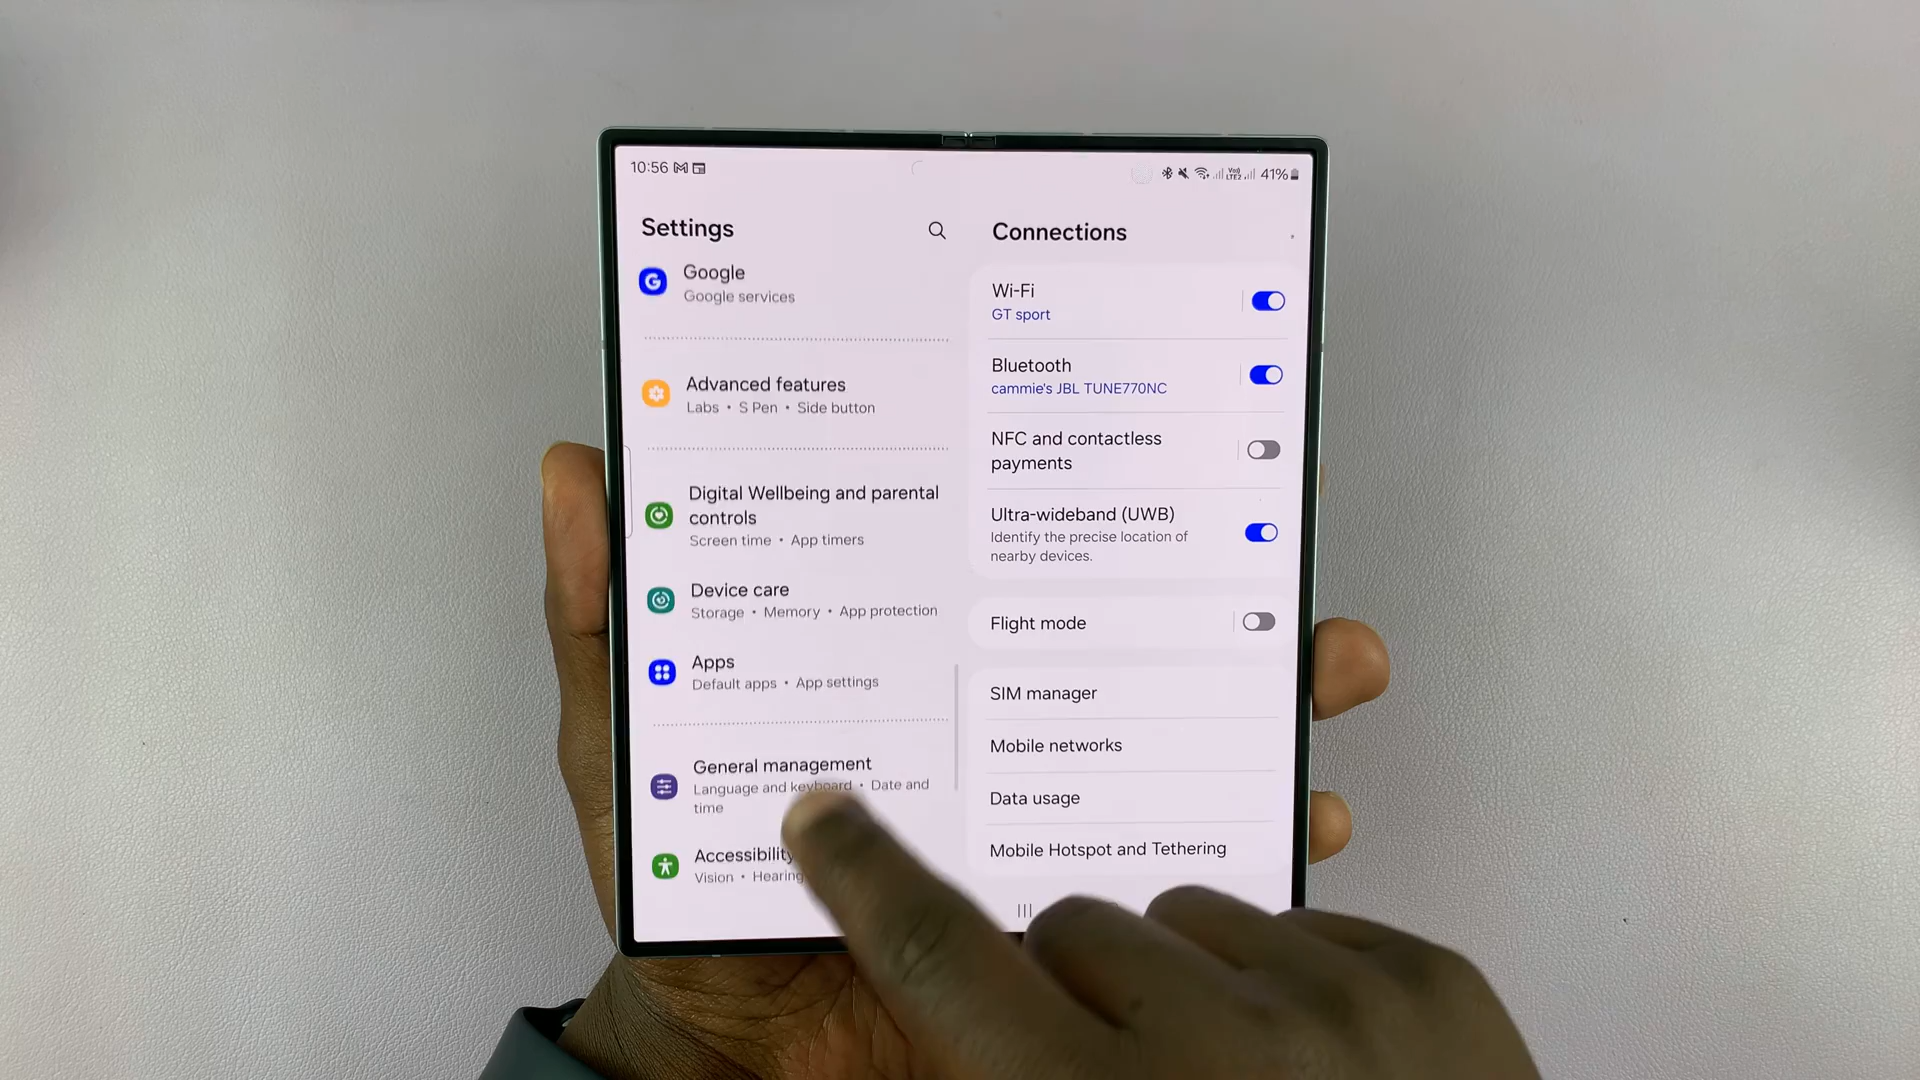 10:56
41%
Settings
Google
Google services
Advanced features
Labs • S Pen • Side button
Digital Wellbeing and parental
controls
Screen time • App timers
Device care
Storage • Memory • App protection
Apps
Default apps • App settings
General management
Language and keyboard • Date and
time
Accessibility
Vision • Hearing
Connections
Wi-Fi
GT sport
Bluetooth
cammie's JBL TUNE770NC
NFC and contactless
payments
Ultra-wideband (UWB)
Identify the precise location of
nearby devices.
Flight mode
SIM manager
Mobile networks
Data usage
Mobile Hotspot and Tethering